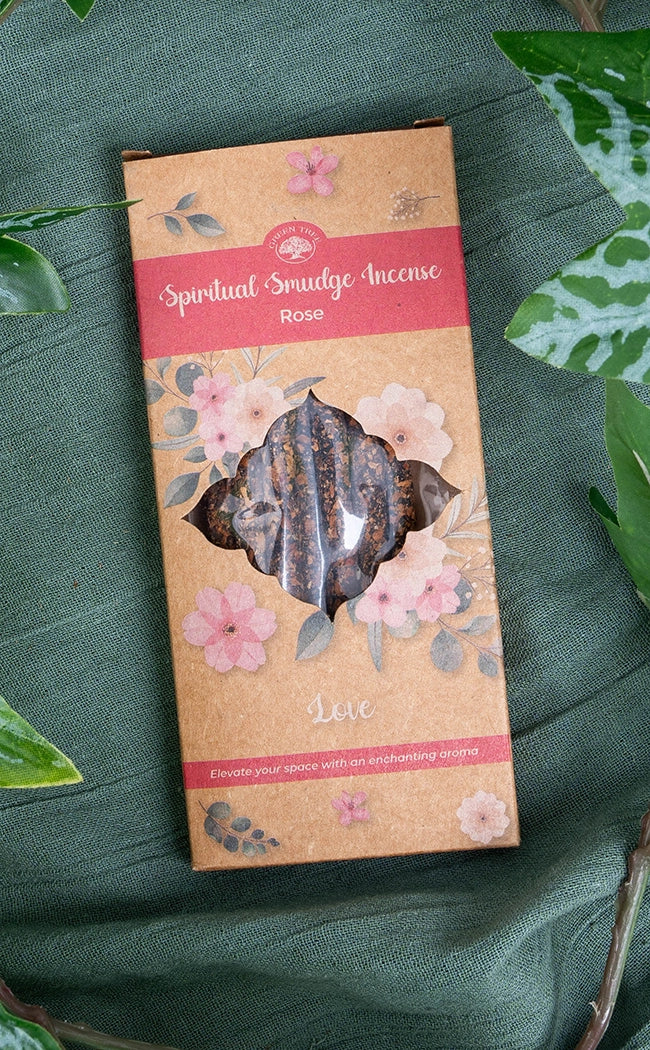 GREEN TREE
Spiritual Smudge Incense
Rose
Love
Elevate your space with an enchanting aroma